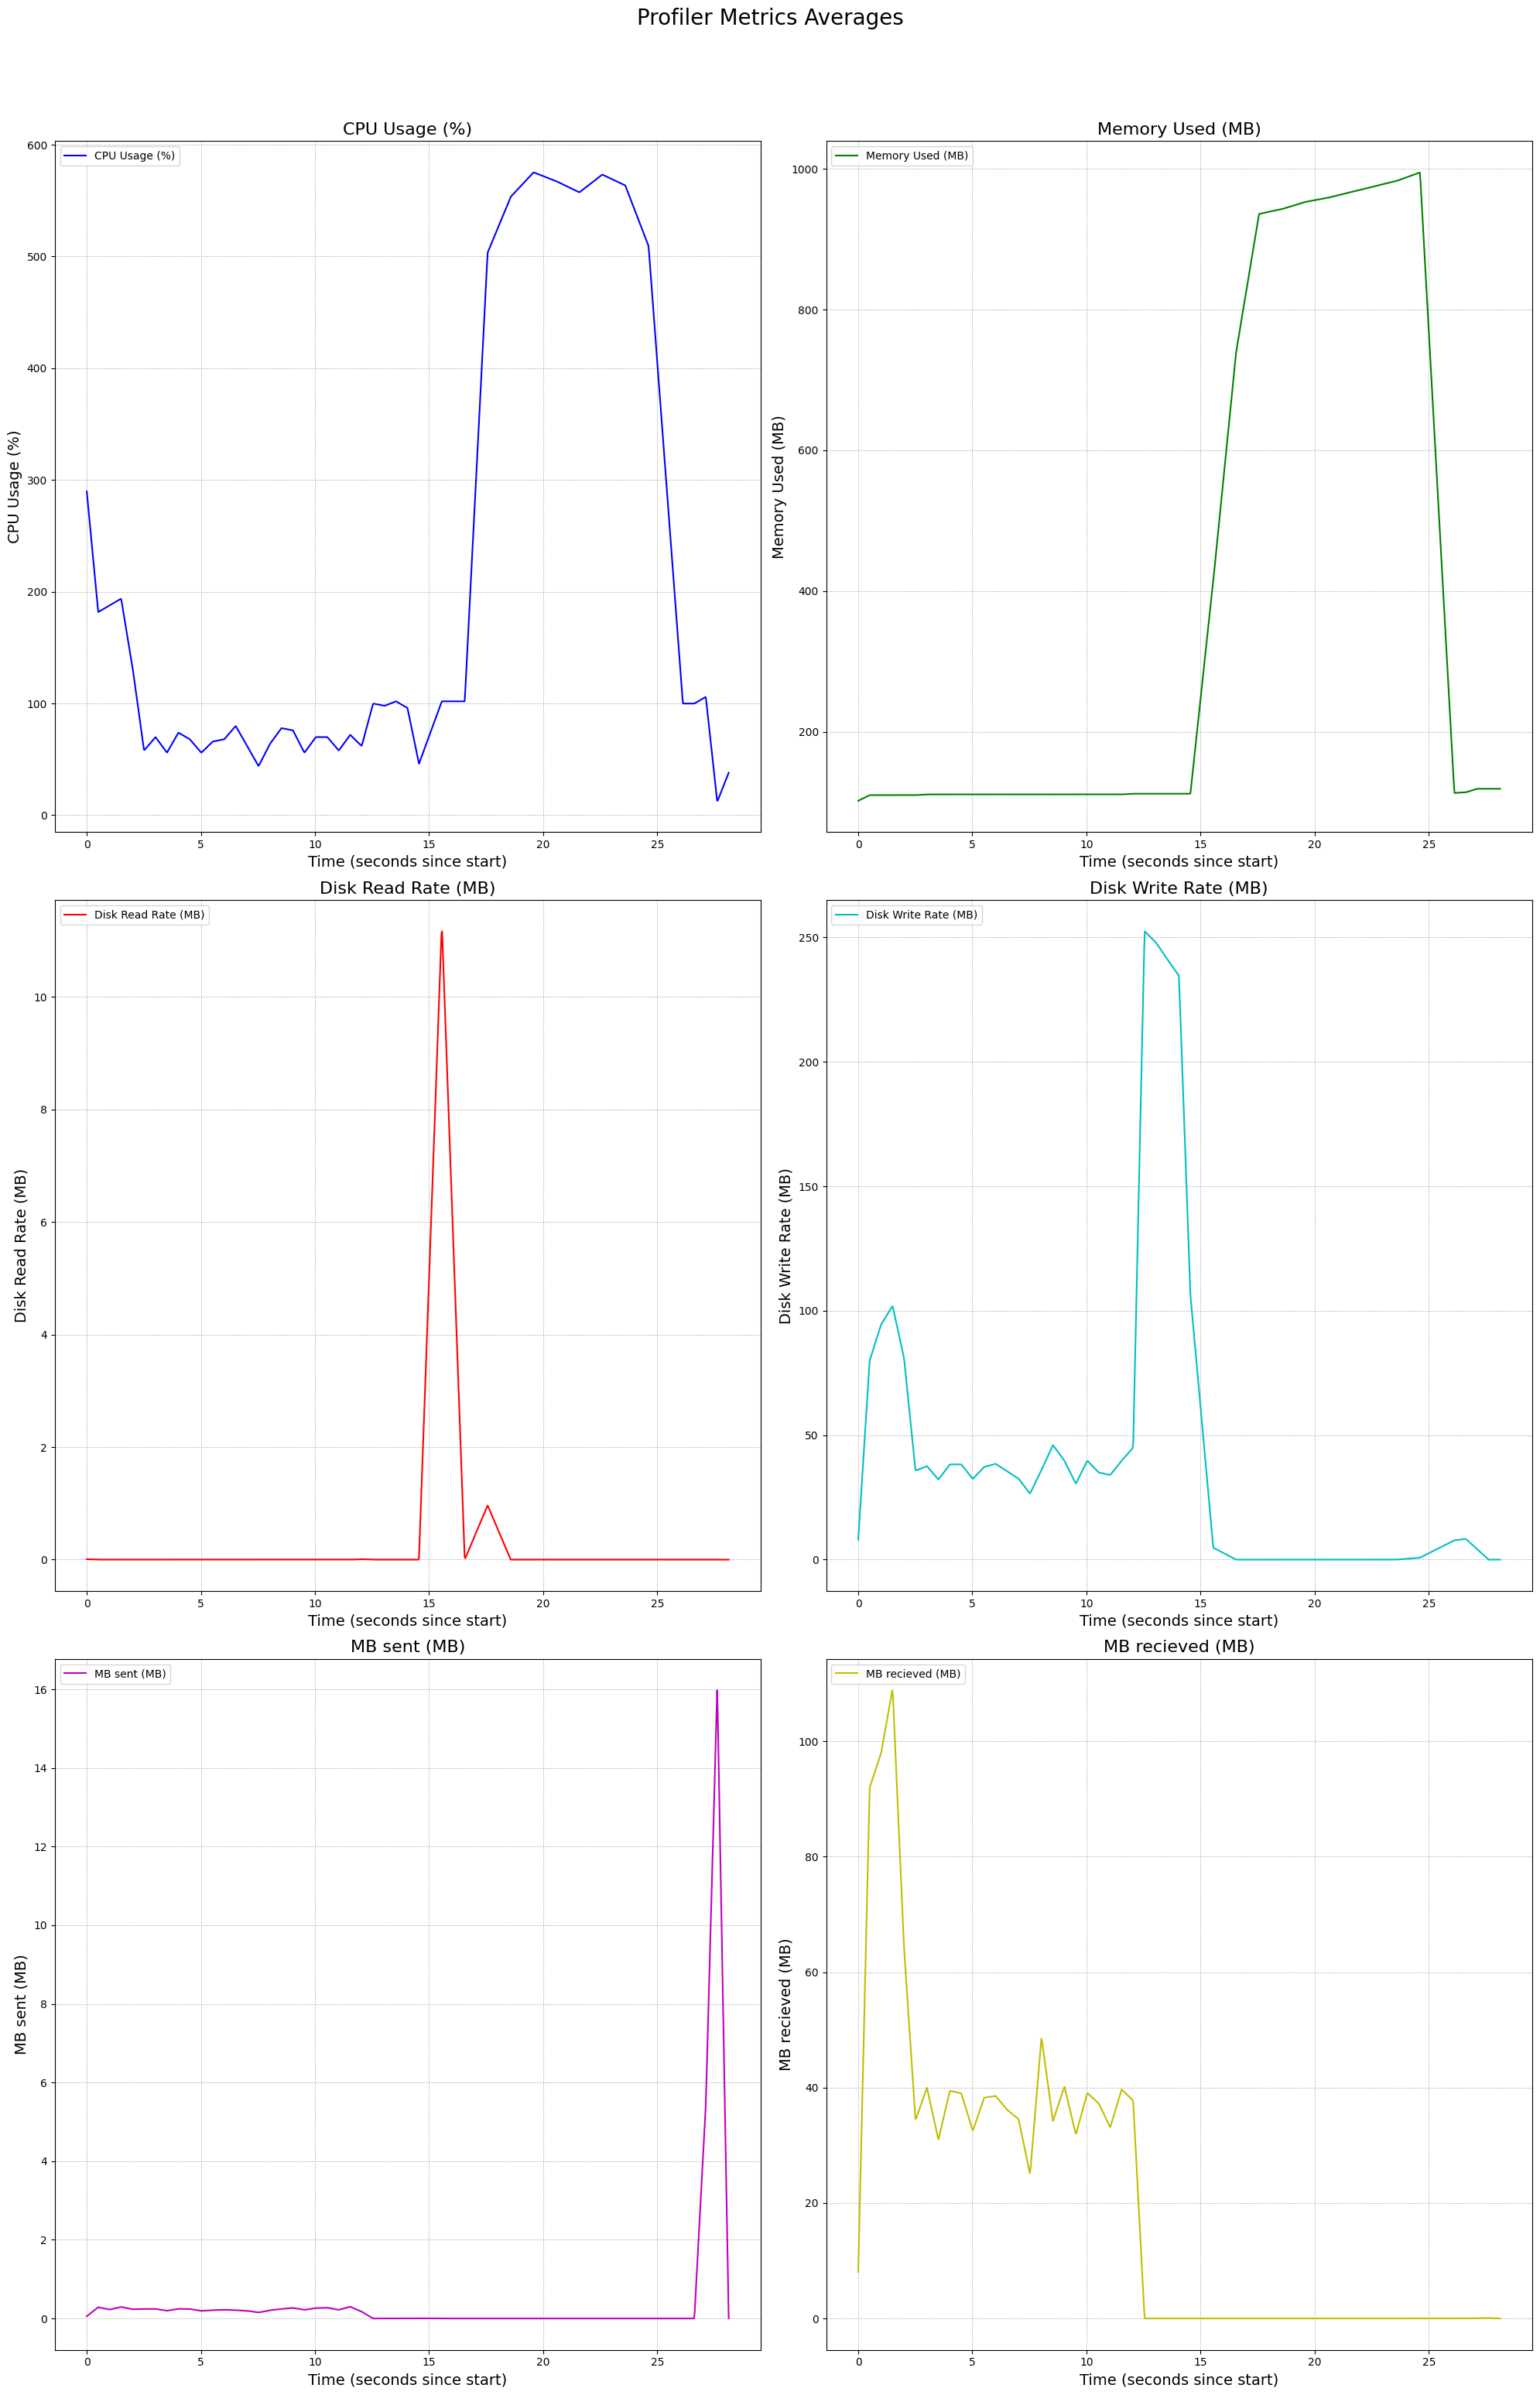 Profiler Metrics Averages
CPU Usage (%)
CPU Usage (%)
CPU Usage (%)
600
500
400
300
200
100
0
0 5 10 15 20 25
Time (seconds since start)
Memory Used (MB)
Memory Used (MB)
Memory Used (MB)
1000
800
600
400
200
0 5 10 15 20 25
Time (seconds since start)
Disk Read Rate (MB)
Disk Read Rate (MB)
Disk Read Rate (MB)
10
8
6
4
2
0
0 5 10 15 20 25
Time (seconds since start)
Disk Write Rate (MB)
Disk Write Rate (MB)
Disk Write Rate (MB)
250
200
150
100
50
0
0 5 10 15 20 25
Time (seconds since start)
MB sent (MB)
MB sent (MB)
MB sent (MB)
16
14
12
10
8
6
4
2
0
0 5 10 15 20 25
Time (seconds since start)
MB recieved (MB)
MB recieved (MB)
MB recieved (MB)
100
80
60
40
20
0
0 5 10 15 20 25
Time (seconds since start)